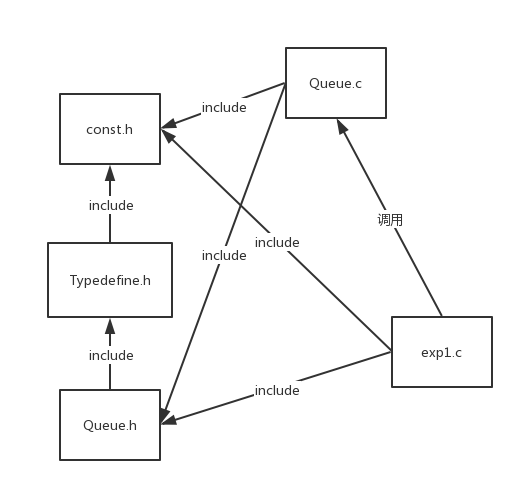 Queue.c
include
const.h
include
调用
include
include
Typedefine.h
include
exp1.c
include
Queue.h